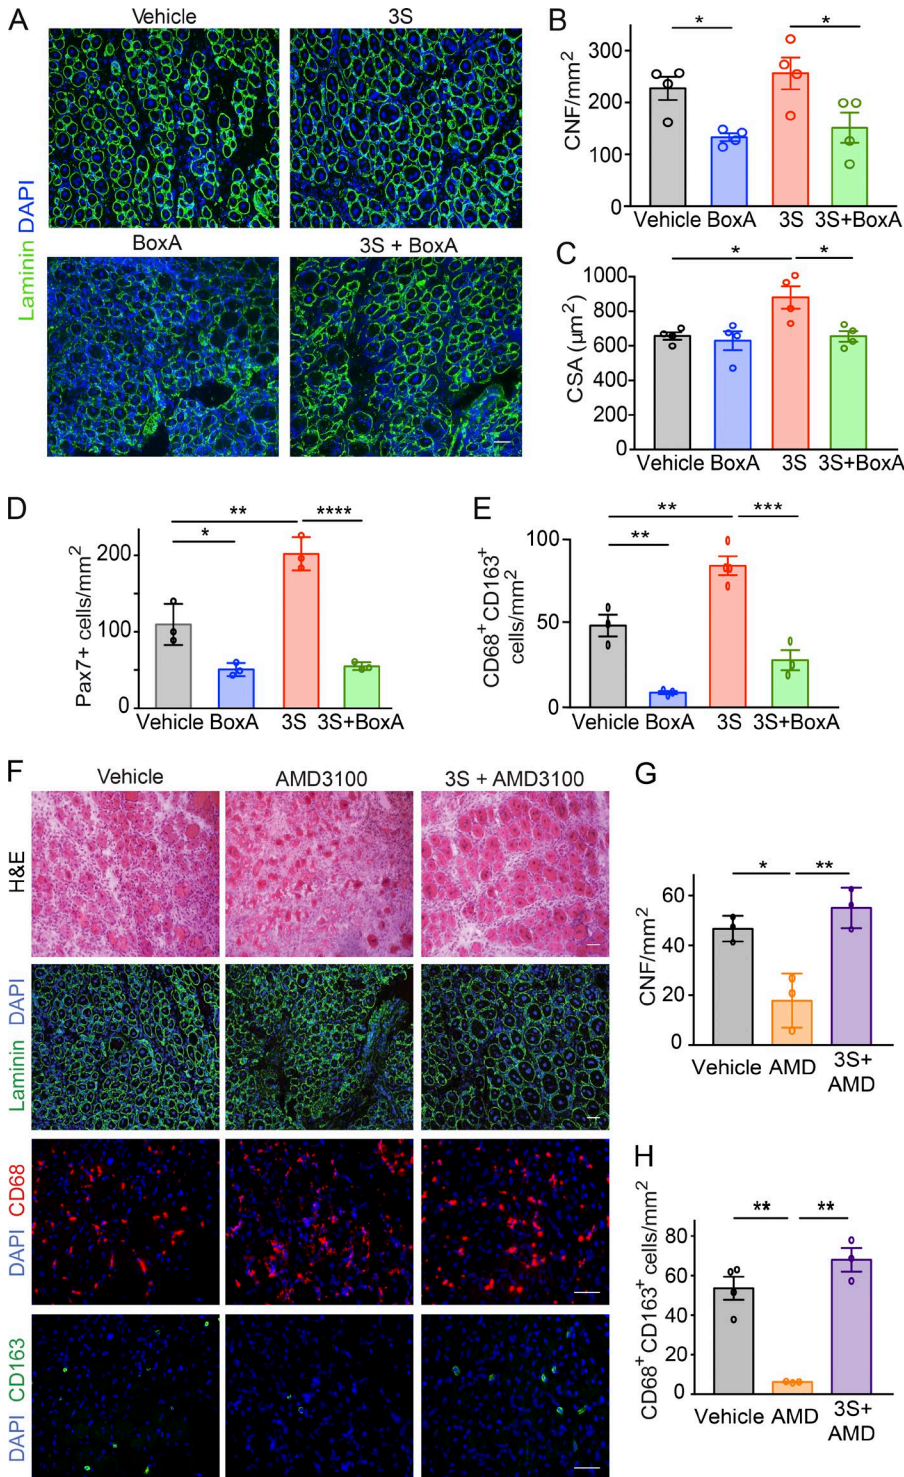 A
Vehicle
3S
BoxA
3S + BoxA
Laminin DAPI
B
CNF/mm2
300
200
100
0
*
*
Vehicle BoxA 3S 3S+BoxA
C
CSA (µm2)
1000
800
600
400
200
0
*
*
Vehicle BoxA 3S 3S+BoxA
D
Pax7+ cells/mm2
200
100
0
**
****
*
Vehicle BoxA 3S 3S+BoxA
E
CD68+ CD163+
cells/mm2
100
50
0
**
***
**
Vehicle BoxA 3S 3S+BoxA
F
Vehicle
AMD3100
3S + AMD3100
H&E
Laminin DAPI
DAPI CD68
DAPI CD163
G
CNF/mm2
60
40
20
0
*
**
Vehicle AMD 3S+
AMD
H
CD68+ CD163+ cells/mm2
80
60
40
20
0
**
**
Vehicle AMD 3S+
AMD